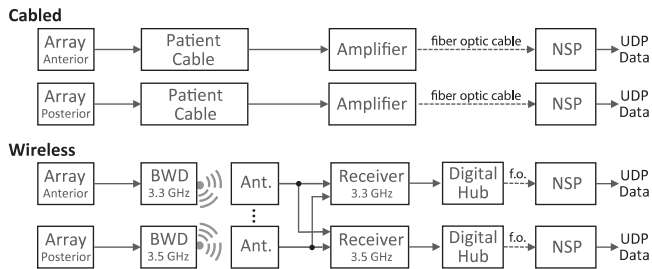 Cabled
Array Anterior
Patient Cable
Amplifier
fiber optic cable
NSP
UDP Data
Array Posterior
Patient Cable
Amplifier
fiber optic cable
NSP
UDP Data
Wireless
Array Anterior
BWD 3.3 GHz
Ant.
Receiver 3.3 GHz
Digital Hub
f.o.
NSP
UDP Data
Array Posterior
BWD 3.5 GHz
Ant.
Receiver 3.5 GHz
Digital Hub
f.o.
NSP
UDP Data